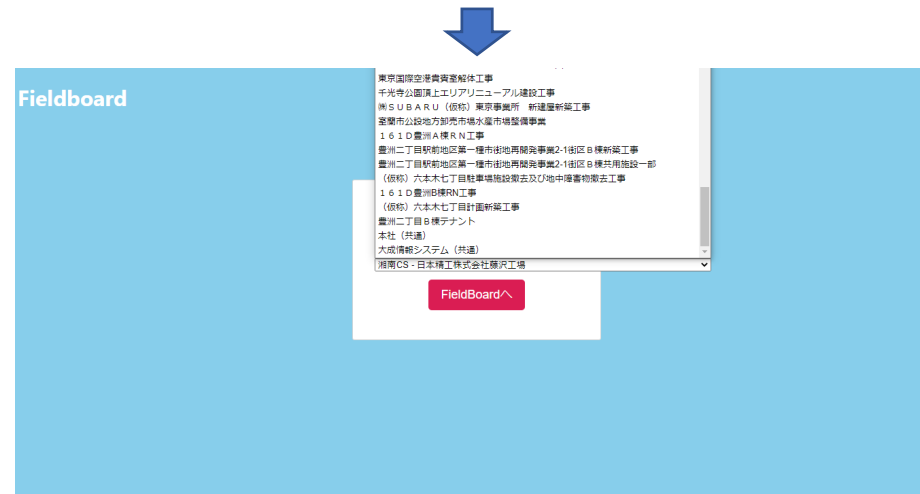 Fieldboard
東京国際空港貴賓室解体工事
千光寺公園頂上エリアリニューアル建設工事
㈱ＳＵＢＡＲＵ（仮称）東京事業所　新建屋新築工事
室蘭市公設地方卸売市場水産市場整備事業
１６１Ｄ豊洲Ａ棟ＲＮ工事
豊洲二丁目駅前地区第一種市街地再開発事業2-1街区Ｂ棟新築工事
豊洲二丁目駅前地区第一種市街地再開発事業2-1街区Ｂ棟共用施設一部
（仮称）六本木七丁目駐車場施設撤去及び地中障害物撤去工事
１６１Ｄ豊洲B棟RN工事
（仮称）六本木七丁目計画新築工事
豊洲二丁目Ｂ棟テナント
本社（共通）
大成情報システム（共通）
湘南CS - 日本精工株式会社藤沢工場
FieldBoardへ